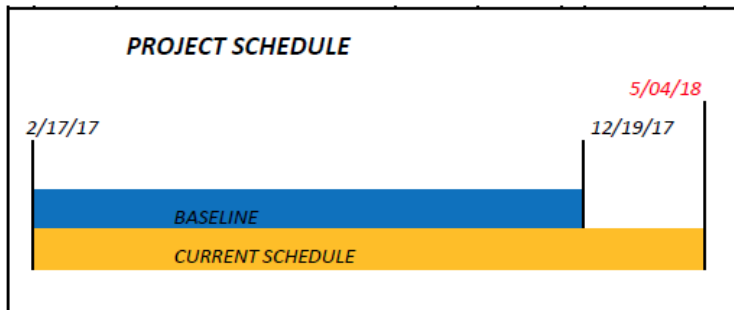 PROJECT SCHEDULE
5/04/18
2/17/17
12/19/17
BASELINE
CURRENT SCHEDULE